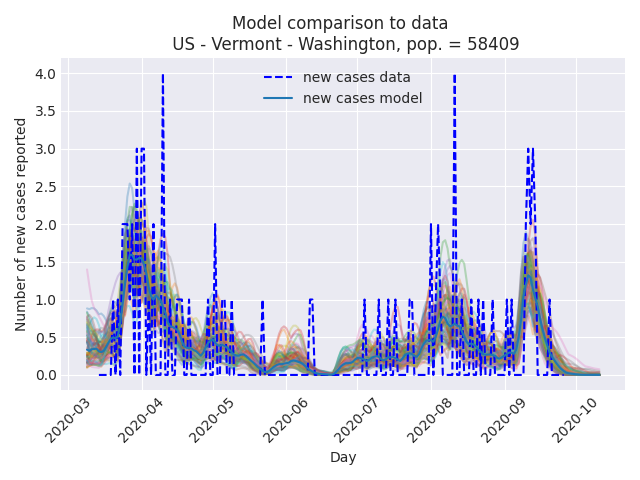 Model comparison to data
US - Vermont - Washington, pop. = 58409
new cases data
new cases model
Number of new cases reported
4.0
3.5
3.0
2.5
2.0
1.5
1.0
0.5
0.0
2020-03
2020-04
2020-05
2020-06
2020-07
2020-08
2020-09
2020-10
Day